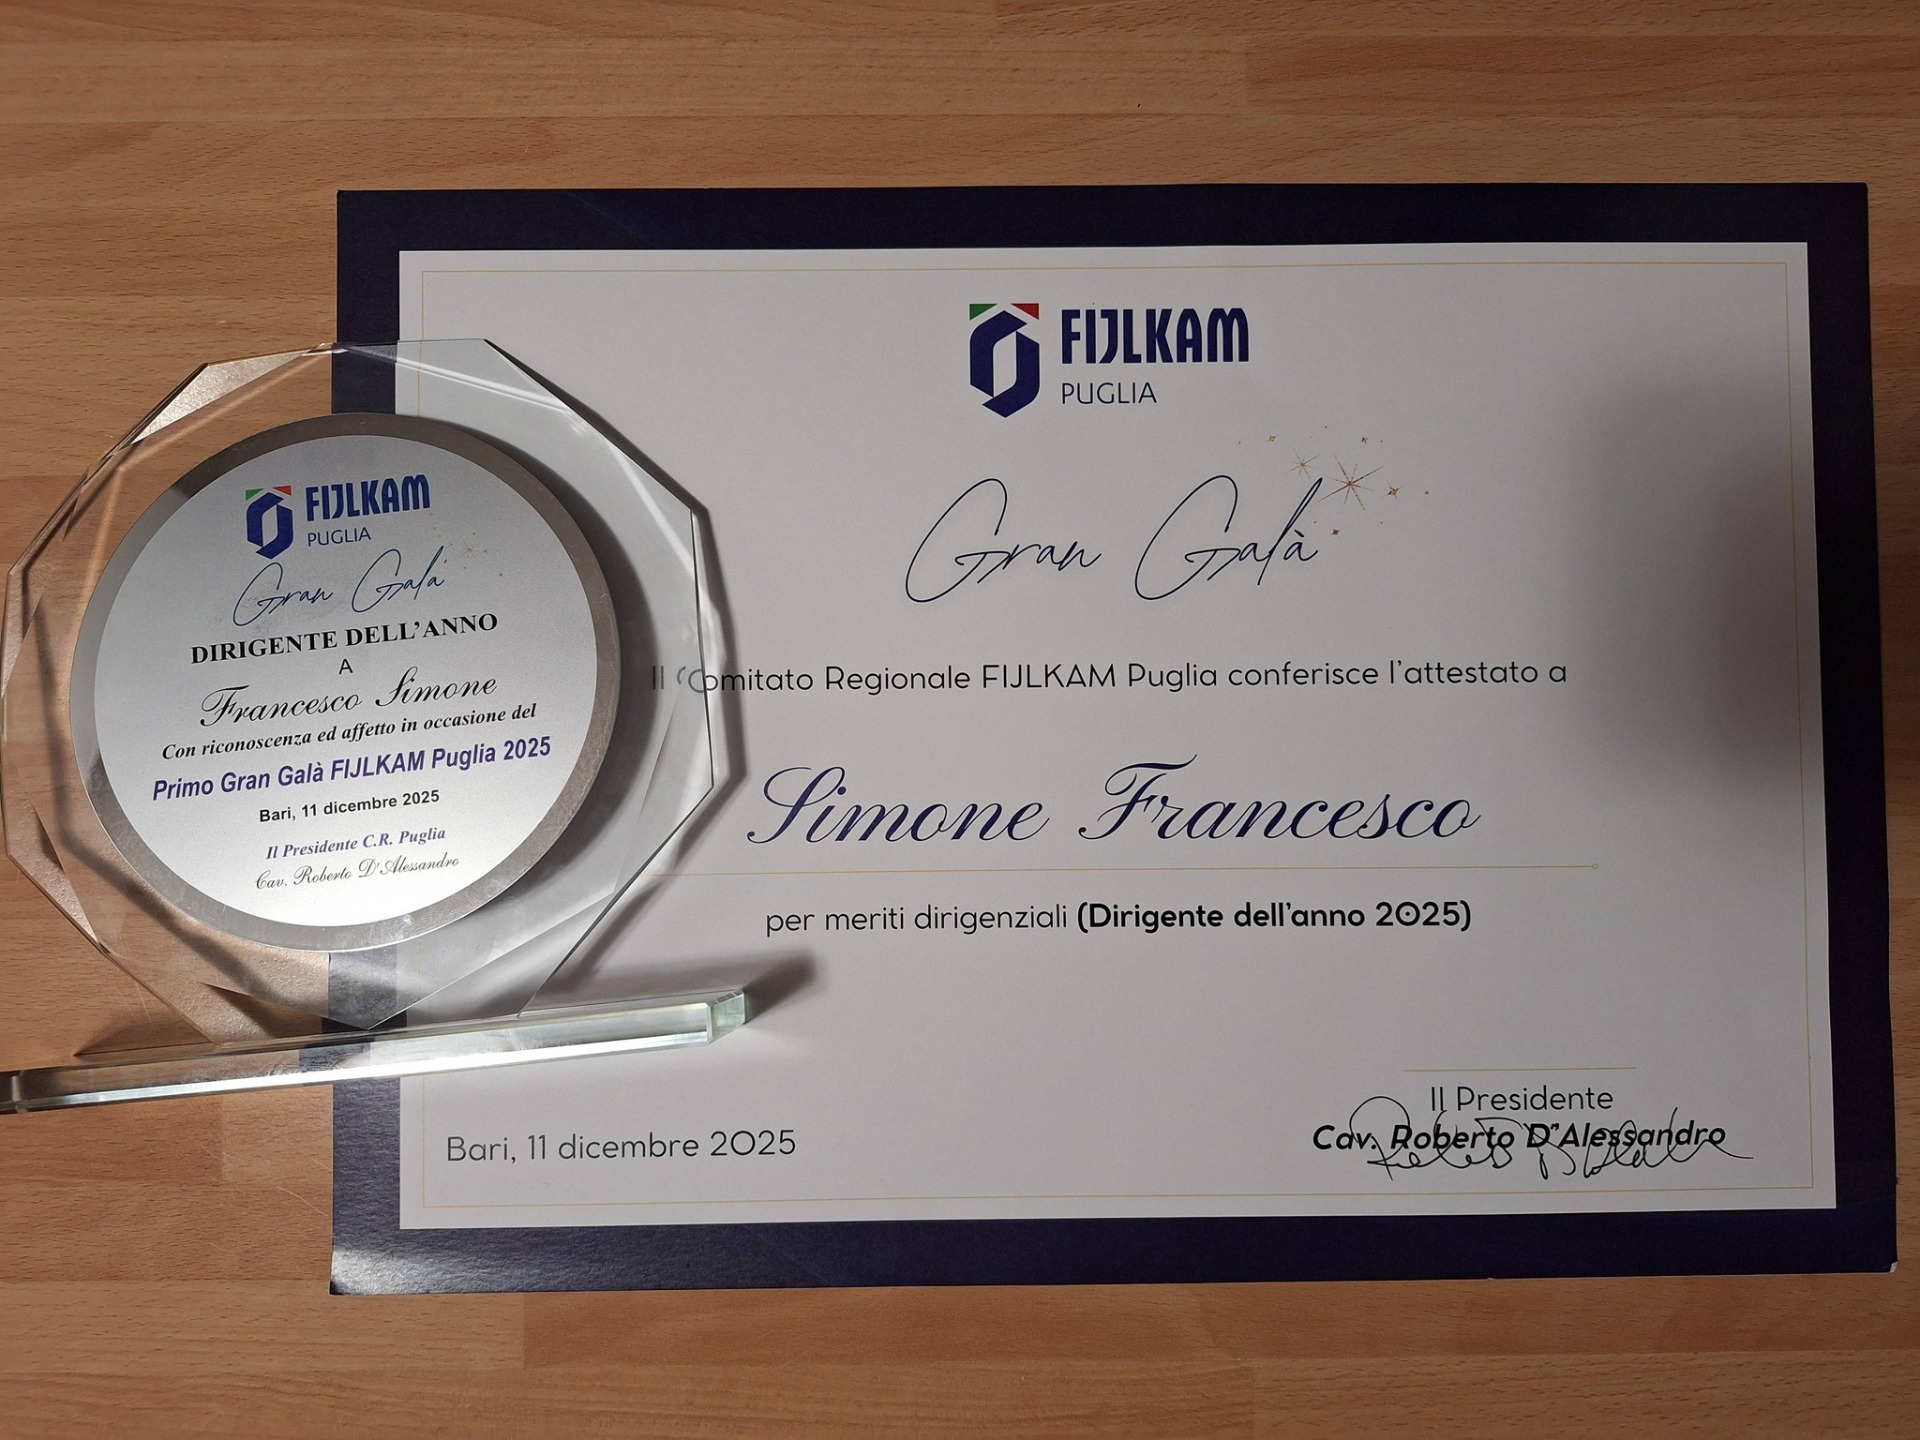 FIJLKAM
PUGLIA
Gran Galà
DIRIGENTE DELL'ANNO
A
Francesco Simone
Con riconoscenza ed affetto in occasione del
Primo Gran Galà FIJLKAM Puglia 2025
Bari, 11 dicembre 2025
Il Presidente C.R. Puglia
Cav. Roberto D'Alessandro
FIJLKAM
PUGLIA
Gran Galà
Il Comitato Regionale FIJLKAM Puglia conferisce l'attestato a
Simone Francesco
per meriti dirigenziali (Dirigente dell'anno 2025)
Bari, 11 dicembre 2025
Il Presidente
Cav. Roberto D"Alessandro